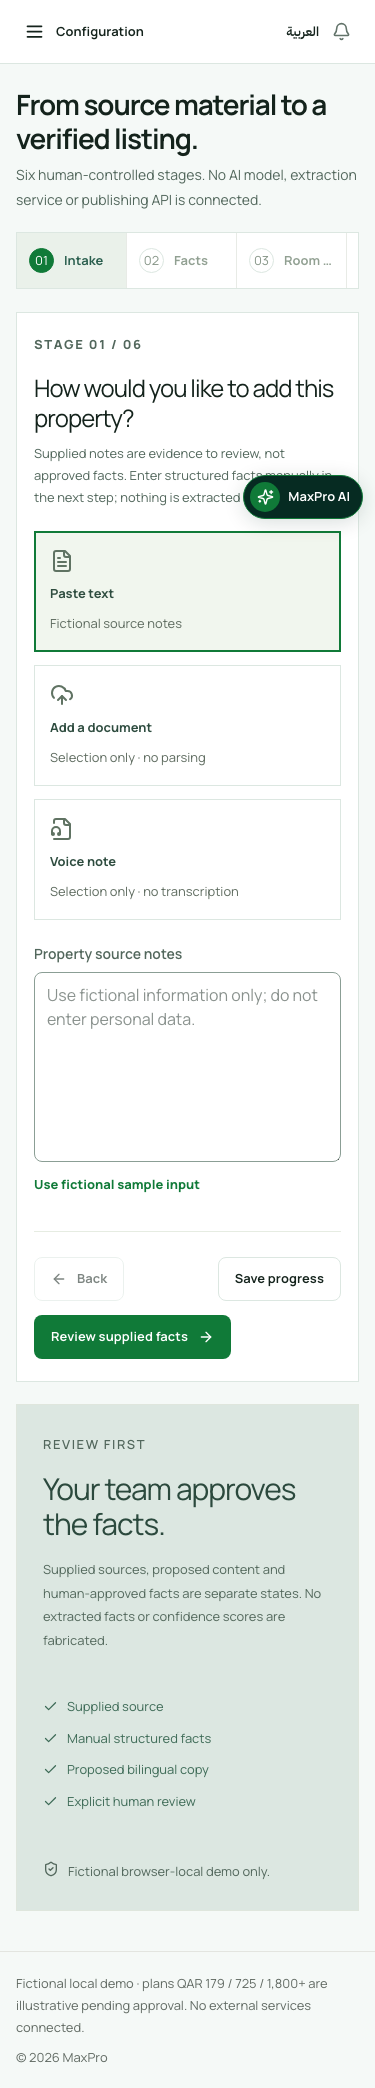 Configuration
العربية
From source material to a
verified listing.
Six human-controlled stages. No AI model, extraction
service or publishing API is connected.
01 Intake
02 Facts
03 Room ...
STAGE 01 / 06
How would you like to add this
property?
Supplied notes are evidence to review, not
approved facts. Enter structured facts manually in
the next step; nothing is extracted
MaxPro AI
Paste text
Fictional source notes
Add a document
Selection only · no parsing
Voice note
Selection only · no transcription
Property source notes
Use fictional information only; do not
enter personal data.
Use fictional sample input
Back
Save progress
Review supplied facts
REVIEW FIRST
Your team approves
the facts.
Supplied sources, proposed content and
human-approved facts are separate states. No
extracted facts or confidence scores are
fabricated.
Supplied source
Manual structured facts
Proposed bilingual copy
Explicit human review
Fictional browser-local demo only.
Fictional local demo · plans QAR 179 / 725 / 1,800+ are
illustrative pending approval. No external services
connected.
© 2026 MaxPro